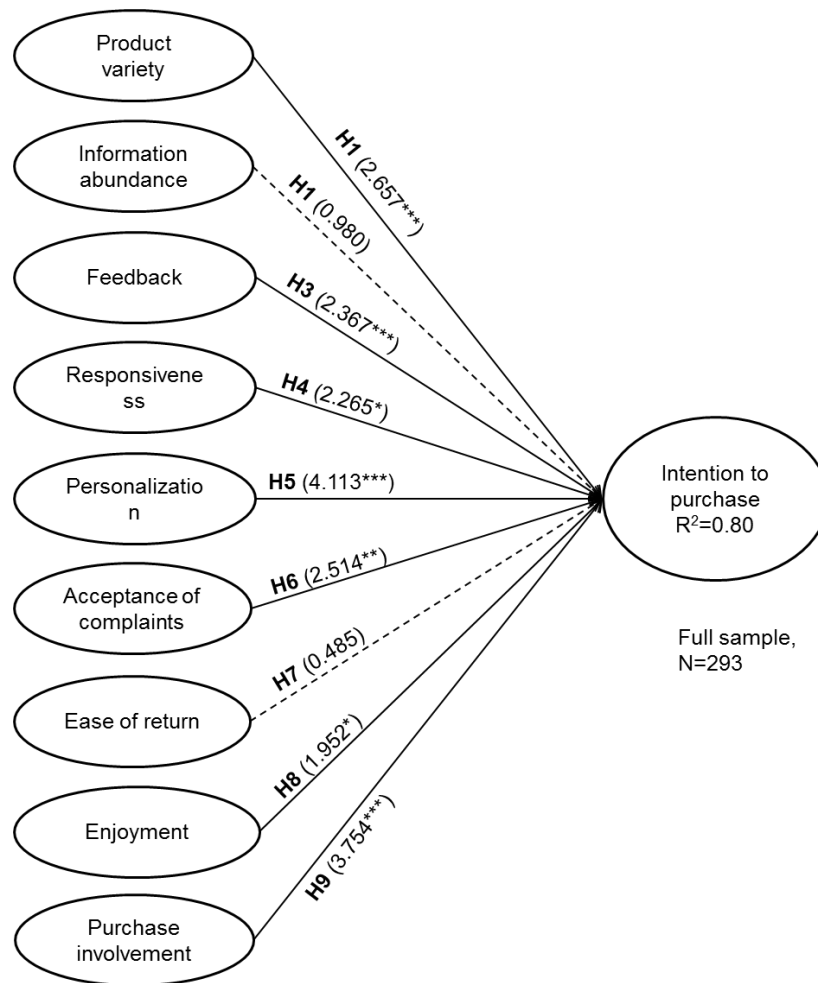 Product
variety
H1 (2.657***)
Information
abundance
H1 (0.980)
Feedback
H3 (2.367***)
Responsivene
ss
H4 (2.265*)
Personalizatio
n
H5 (4.113***)
Intention to
purchase
R²=0.80
Acceptance of
complaints
H6 (2.514**)
Full sample,
N=293
Ease of return
H7 (0.485)
Enjoyment
H8 (1.952*)
Purchase
involvement
H9 (3.754***)